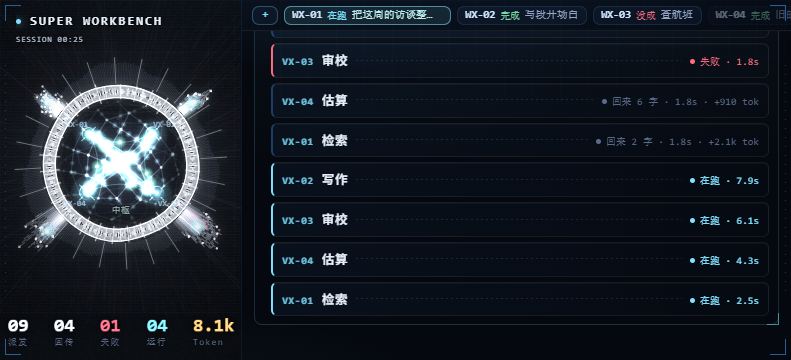 SUPER WORKBENCH
SESSION 00:25
VX-01
-04
中枢
09
派发
04
回传
01
失败
04
运行
8.1k
Token
+
WX-01 在跑 把这周的访谈整…
WX-02 完成 写段开场白
WX-03 没成 查航班
WX-04 完成
VX-03 审校 失败 · 1.8s
VX-04 估算 回来 6 字 · 1.8s · +910 tok
VX-01 检索 回来 2 字 · 1.8s · +2.1k tok
VX-02 写作 在跑 · 7.9s
VX-03 审校 在跑 · 6.1s
VX-04 估算 在跑 · 4.3s
VX-01 检索 在跑 · 2.5s